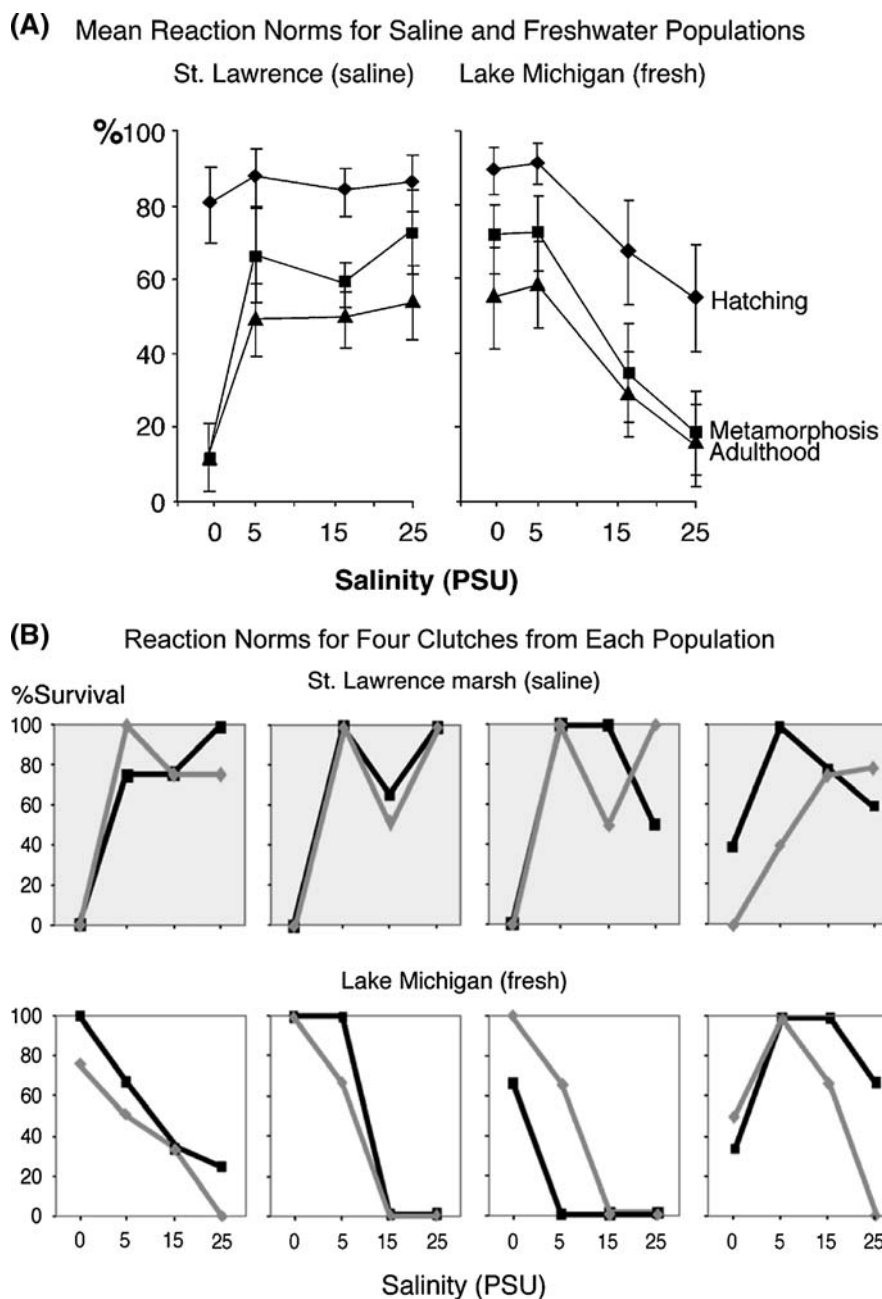 (A) Mean Reaction Norms for Saline and Freshwater Populations
St. Lawrence (saline) Lake Michigan (fresh)
%100
80
60
40
20
0
Hatching
Metamorphosis
Adulthood
0 5 15 25 0 5 15 25
Salinity (PSU)
(B) Reaction Norms for Four Clutches from Each Population
%Survival
St. Lawrence marsh (saline)
100
80
60
40
20
0
Lake Michigan (fresh)
100
80
60
40
20
0
0 5 15 25 0 5 15 25 0 5 15 25 0 5 15 25
Salinity (PSU)